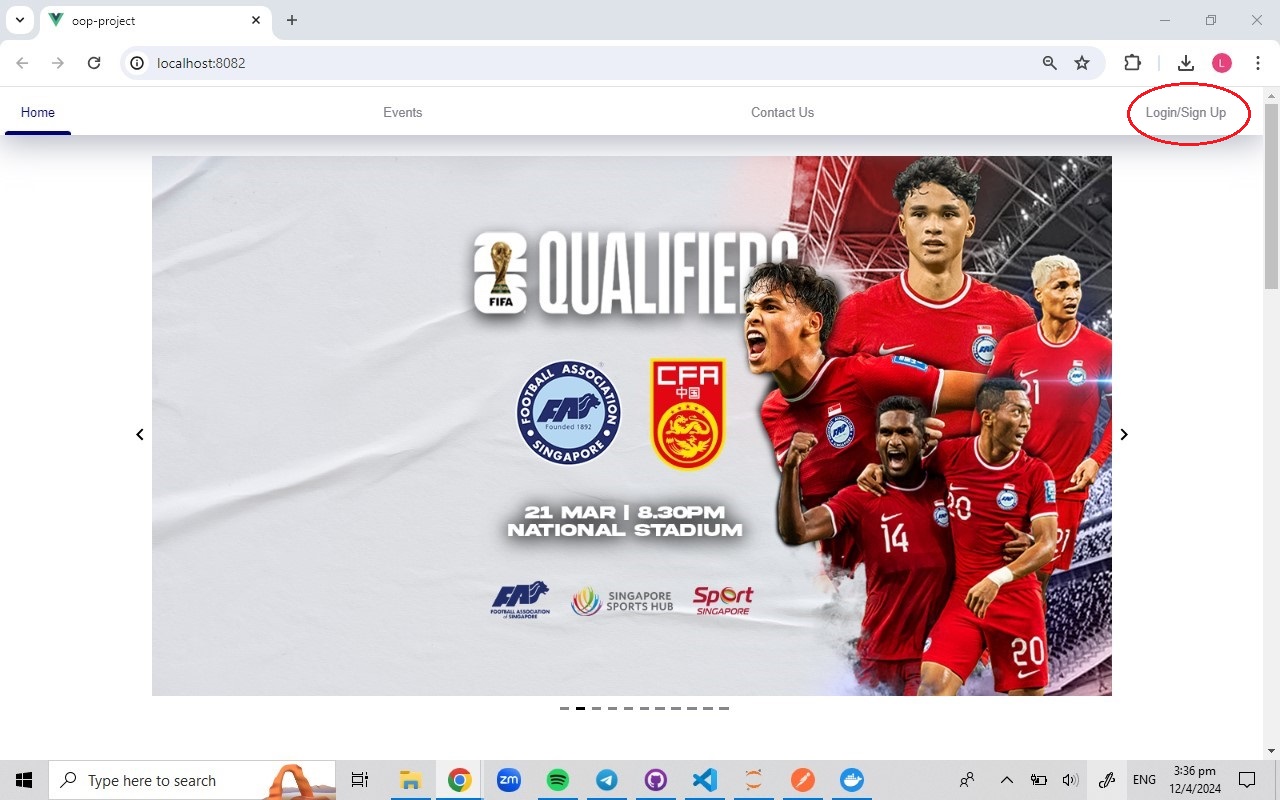 oop-project
localhost:8082
L
Home
Events
Contact Us
Login/Sign Up
FIFA
QUALIFIERS
FOOTBALL ASSOCIATION
FAS
Founded 1892
SINGAPORE
CFA
中国
21 MAR | 8.30PM
NATIONAL STADIUM
FAS
FOOTBALL ASSOCIATION
of SINGAPORE
SINGAPORE
SPORTS HUB
Sport
SINGAPORE
21
14
20
21
20
Type here to search
zm
ENG
3:36 pm
12/4/2024